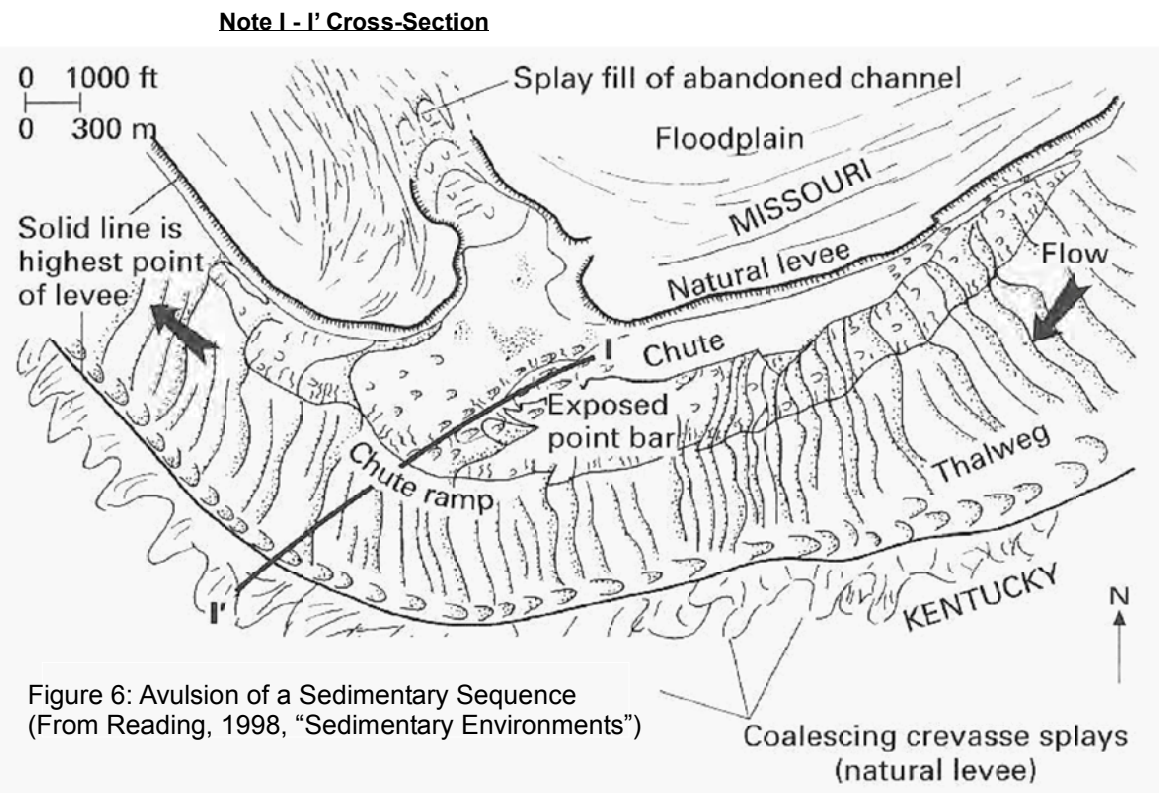 Note I - I’ Cross-Section
0 1000 ft
0 300 m
Splay fill of abandoned channel
Floodplain
MISSOURI
Natural levee
Flow
Solid line is
highest point
of levee
I
Chute
Exposed
point bar
Thalweg
Chute ramp
I'
KENTUCKY
N
Figure 6: Avulsion of a Sedimentary Sequence
(From Reading, 1998, “Sedimentary Environments”)
Coalescing crevasse splays
(natural levee)